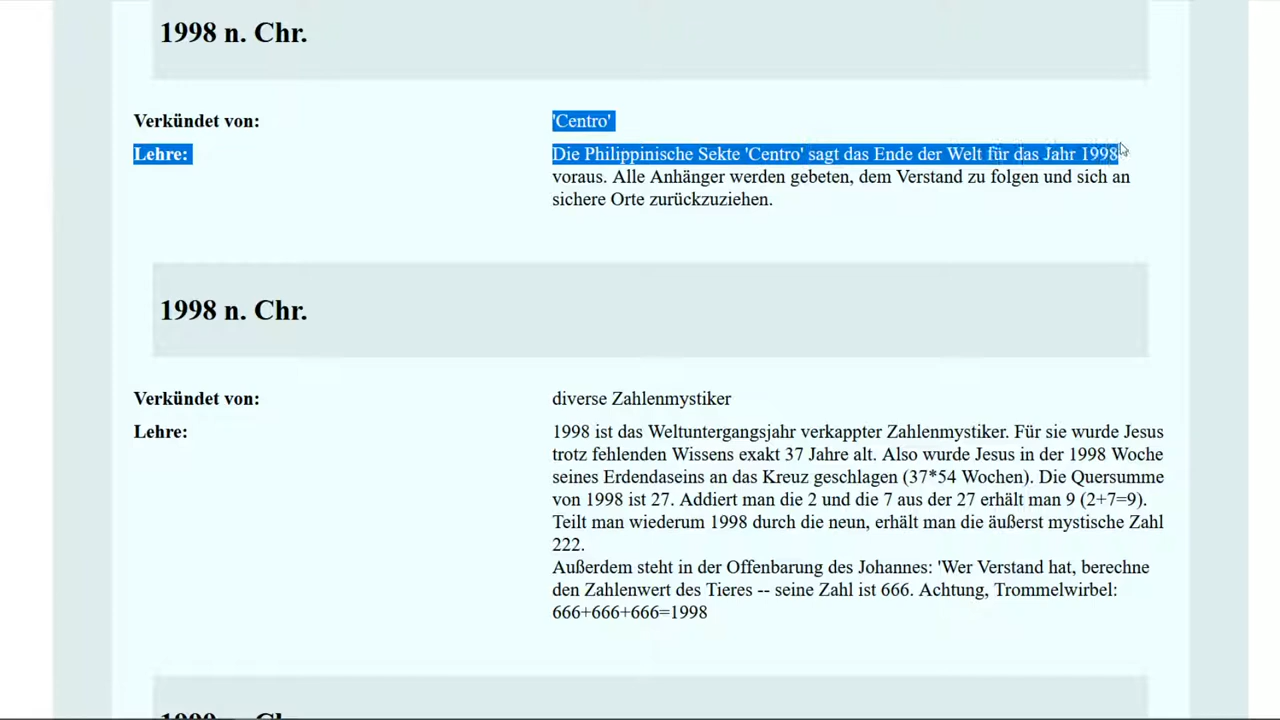 1998 n. Chr.
Verkündet von: 'Centro'
Lehre: Die Philippinische Sekte 'Centro' sagt das Ende der Welt für das Jahr 1998
voraus. Alle Anhänger werden gebeten, dem Verstand zu folgen und sich an
sichere Orte zurückzuziehen.
1998 n. Chr.
Verkündet von: diverse Zahlenmystiker
Lehre: 1998 ist das Weltuntergangsjahr verkappter Zahlenmystiker. Für sie wurde Jesus
trotz fehlenden Wissens exakt 37 Jahre alt. Also wurde Jesus in der 1998 Woche
seines Erdendaseins an das Kreuz geschlagen (37*54 Wochen). Die Quersumme
von 1998 ist 27. Addiert man die 2 und die 7 aus der 27 erhält man 9 (2+7=9).
Teilt man wiederum 1998 durch die neun, erhält man die äußerst mystische Zahl
222.
Außerdem steht in der Offenbarung des Johannes: 'Wer Verstand hat, berechne
den Zahlenwert des Tieres -- seine Zahl ist 666. Achtung, Trommelwirbel:
666+666+666=1998